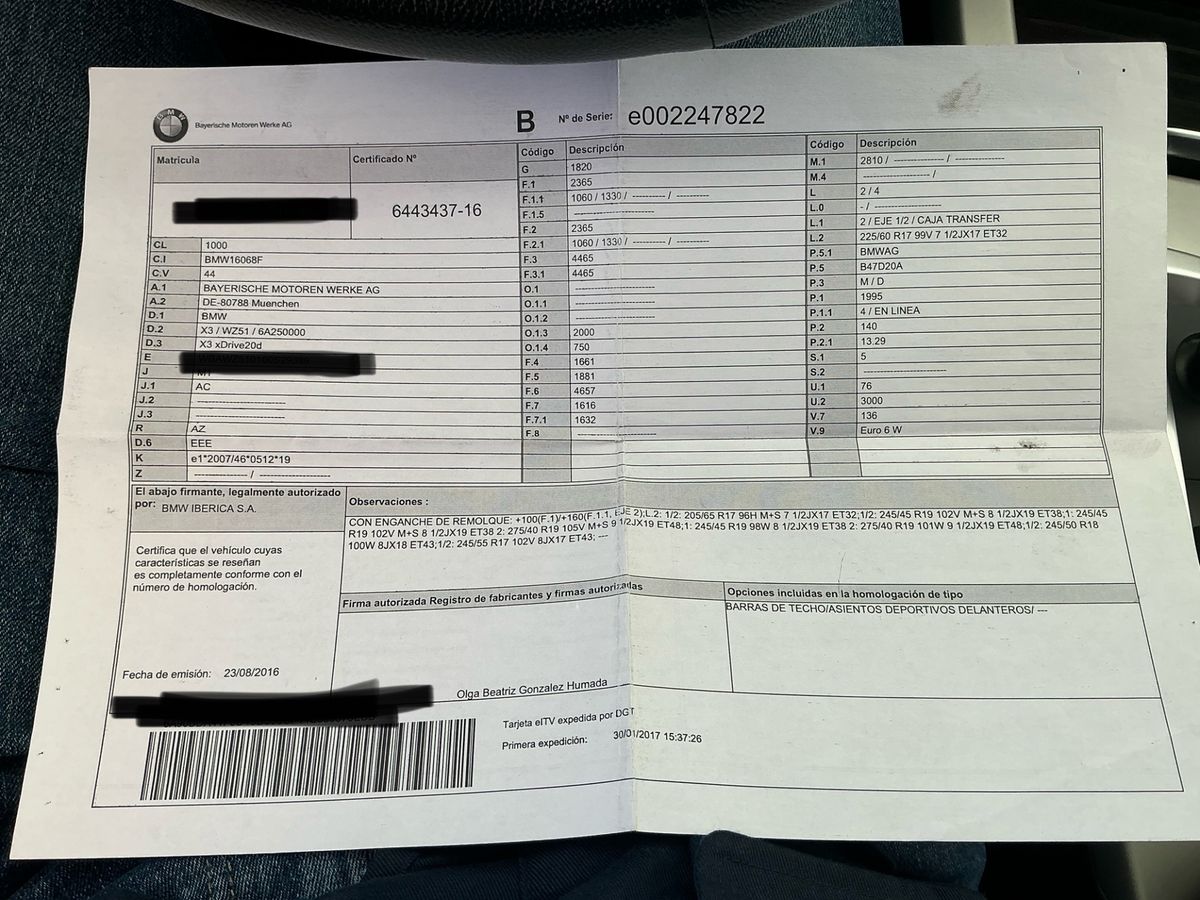 BMW
Bayerische Motoren Werke AG
B Nº de Serie: e002247822
Matricula
Certificado Nº
6443437-16
CL 1000
C.I BMW16068F
C.V 44
A.1 BAYERISCHE MOTOREN WERKE AG
A.2 DE-80788 Muenchen
D.1 BMW
D.2 X3 / WZ51 / 6A250000
D.3 X3 xDrive20d
E
J
J.1 AC
J.2 --------------------
J.3 --------------------
R AZ
D.6 EEE
K e1*2007/46*0512*19
Z ------------ / ----------------
Código Descripción
G 1820
F.1 2365
F.1.1 1060 / 1330 / ---------- / ---------
F.1.5 --------------------
F.2 2365
F.2.1 1060 / 1330 / ---------- / ---------
F.3 4465
F.3.1 4465
O.1 --------------------
O.1.1 --------------------
O.1.2 --------------------
O.1.3 2000
O.1.4 750
F.4 1661
F.5 1881
F.6 4657
F.7 1616
F.7.1 1632
F.8 --------------------
Código Descripción
M.1 2810 / -------------- / --------------
M.4 -------------------- /
L 2 / 4
L.0 - / --------------------
L.1 2 / EJE 1/2 / CAJA TRANSFER
L.2 225/60 R17 99V 7 1/2JX17 ET32
P.5.1 BMWAG
P.5 B47D20A
P.3 M / D
P.1 1995
P.1.1 4 / EN LINEA
P.2 140
P.2.1 13.29
S.1 5
S.2 --------------------
U.1 76
U.2 3000
V.7 136
V.9 Euro 6 W
El abajo firmante, legalmente autorizado
por: BMW IBERICA S.A.
Certifica que el vehículo cuyas
características se reseñan
es completamente conforme con el
número de homologación.
Fecha de emisión: 23/08/2016
Observaciones :
CON ENGANCHE DE REMOLQUE: +100(F.1)/+160(F.1.1, EJE 2);L.2: 1/2: 205/65 R17 96H M+S 7 1/2JX17 ET32;1/2: 245/45 R19 102V M+S 8 1/2JX19 ET38;1: 245/45
R19 102V M+S 8 1/2JX19 ET38 2: 275/40 R19 105V M+S 9 1/2JX19 ET48;1: 245/45 R19 98W 8 1/2JX19 ET38 2: 275/40 R19 101W 9 1/2JX19 ET48;1/2: 245/50 R18
100W 8JX18 ET43;1/2: 245/55 R17 102V 8JX17 ET43; ---
Firma autorizada Registro de fabricantes y firmas autorizadas
Olga Beatriz Gonzalez Humada
Opciones incluidas en la homologación de tipo
BARRAS DE TECHO/ASIENTOS DEPORTIVOS DELANTEROS/ ---
Tarjeta eITV expedida por DGT
Primera expedición: 30/01/2017 15:37:26